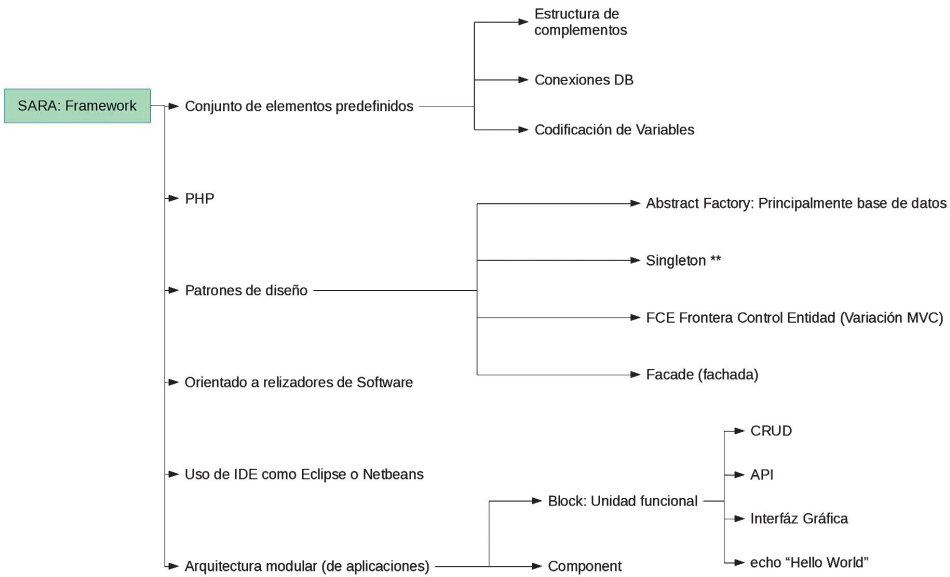 SARA: Framework
Conjunto de elementos predefinidos
Estructura de
complementos
Conexiones DB
Codificación de Variables
PHP
Patrones de diseño
Abstract Factory: Principalmente base de datos
Singleton **
FCE Frontera Control Entidad (Variación MVC)
Facade (fachada)
Orientado a relizadores de Software
Uso de IDE como Eclipse o Netbeans
Arquitectura modular (de aplicaciones)
Block: Unidad funcional
CRUD
API
Interfáz Gráfica
echo “Hello World”
Component